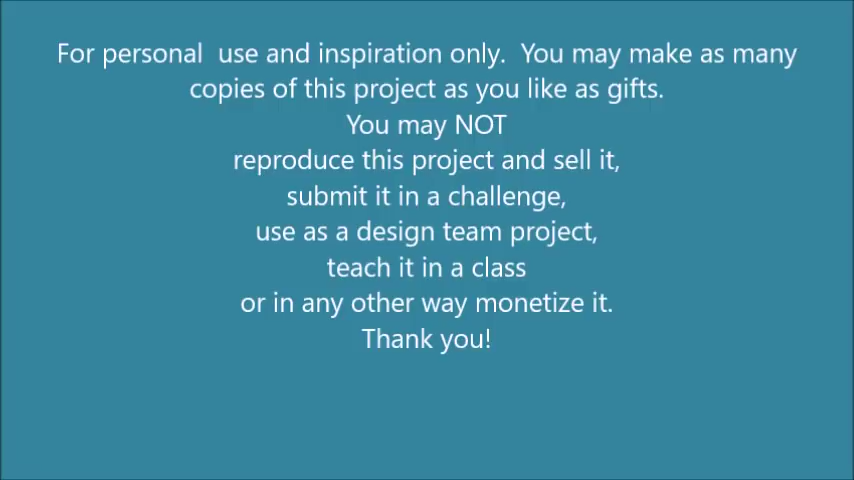 For personal  use and inspiration only.  You may make as many
copies of this project as you like as gifts.
You may NOT
reproduce this project and sell it,
submit it in a challenge,
use as a design team project,
teach it in a class
or in any other way monetize it.
Thank you!